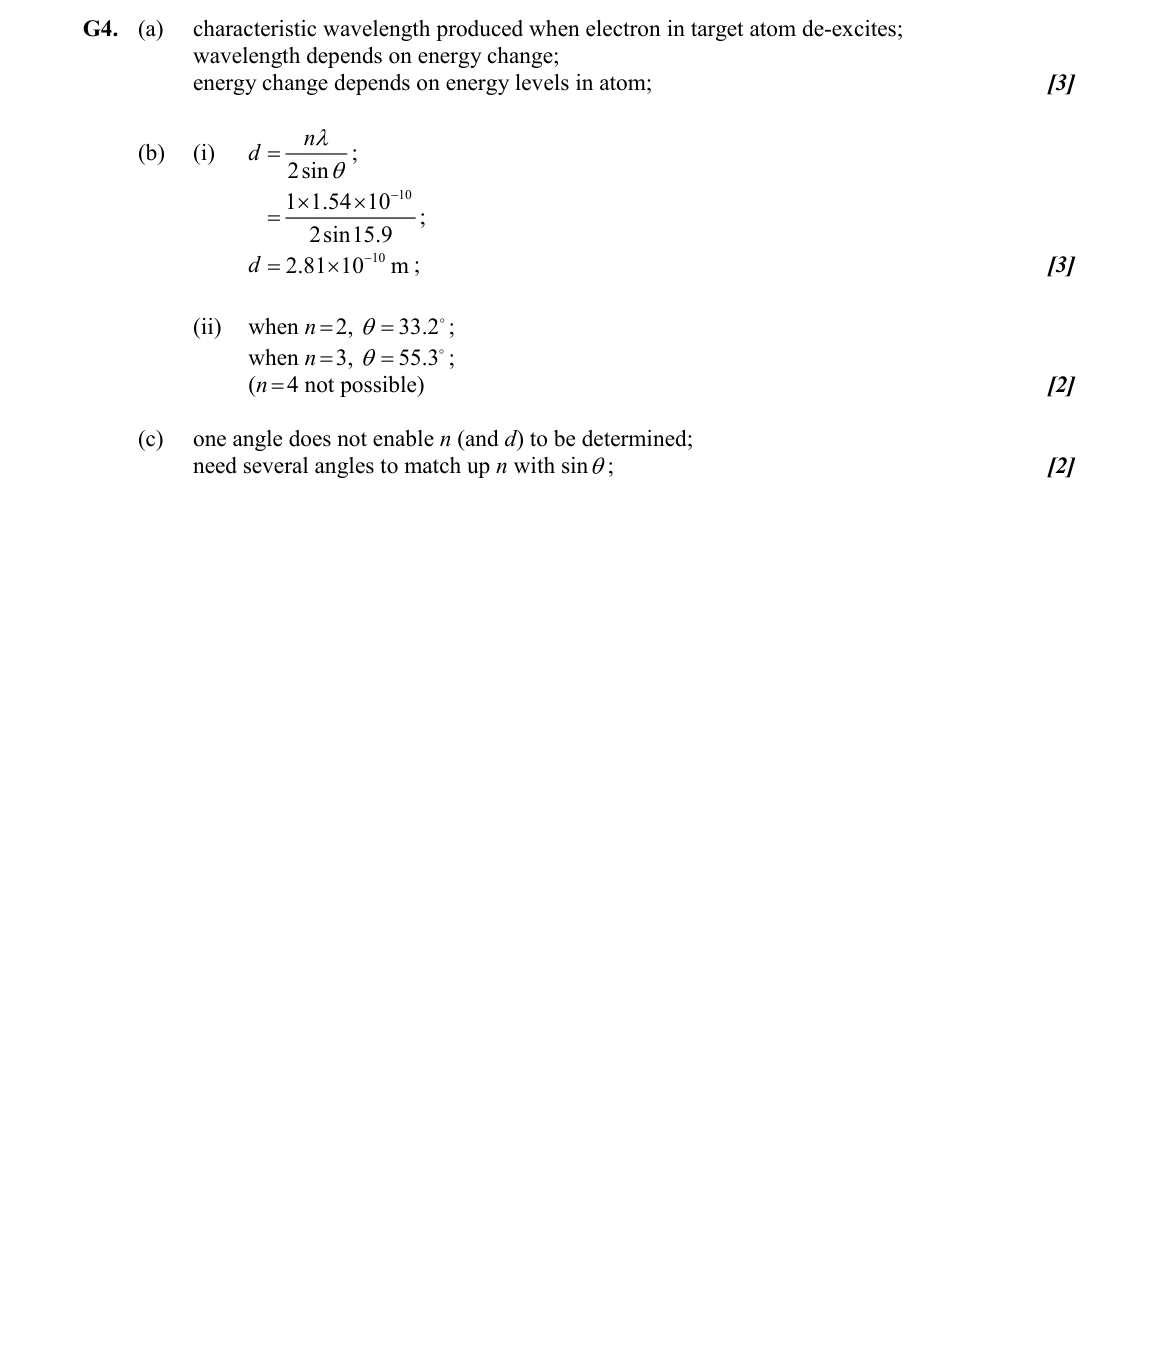 G4. (a) characteristic wavelength produced when electron in target atom de-excites;
wavelength depends on energy change;
energy change depends on energy levels in atom; [3]
(b) (i) d = nλ / 2 sin θ ;
= 1×1.54×10⁻¹⁰ / 2 sin 15.9 ;
d = 2.81×10⁻¹⁰ m ; [3]
(ii) when n=2, θ = 33.2° ;
when n=3, θ = 55.3° ;
(n=4 not possible) [2]
(c) one angle does not enable n (and d) to be determined;
need several angles to match up n with sin θ ; [2]